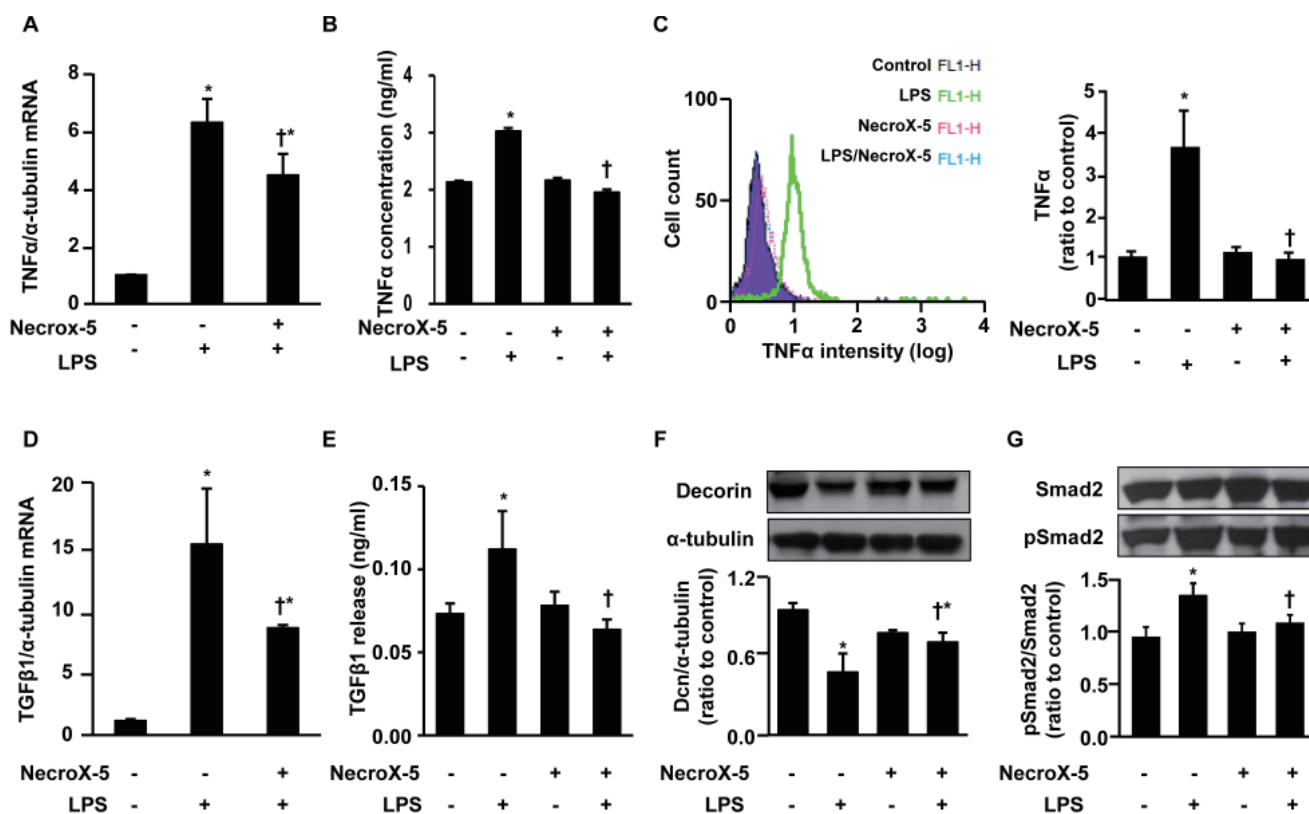 A
TNFα/α-tubulin mRNA
8
6
4
2
0
*
†*
Necrox-5 - - +
LPS - + +
B
TNFα concentration (ng/ml)
4
3
2
1
0
*
†
NecroX-5 - - + +
LPS - + - +
C
Control FL1-H
LPS FL1-H
NecroX-5 FL1-H
LPS/NecroX-5 FL1-H
Cell count
100
50
0
0 1 2 3 4
TNFα intensity (log)
TNFα
(ratio to control)
5
4
3
2
1
0
*
†
NecroX-5 - - + +
LPS - + - +
D
TGFβ1/α-tubulin mRNA
20
15
10
5
0
*
†*
NecroX-5 - - +
LPS - + +
E
TGFβ1 release (ng/ml)
0.15
0.10
0.05
0.00
*
†
NecroX-5 - - + +
LPS - + - +
F
Decorin
α-tubulin
Dcn/α-tubulin
(ratio to control)
1.2
0.6
0.0
*
†*
NecroX-5 - - + +
LPS - + - +
G
Smad2
pSmad2
pSmad2/Smad2
(ratio to control)
1.5
1.0
0.5
0.0
*
†
NecroX-5 - - + +
LPS - + - +